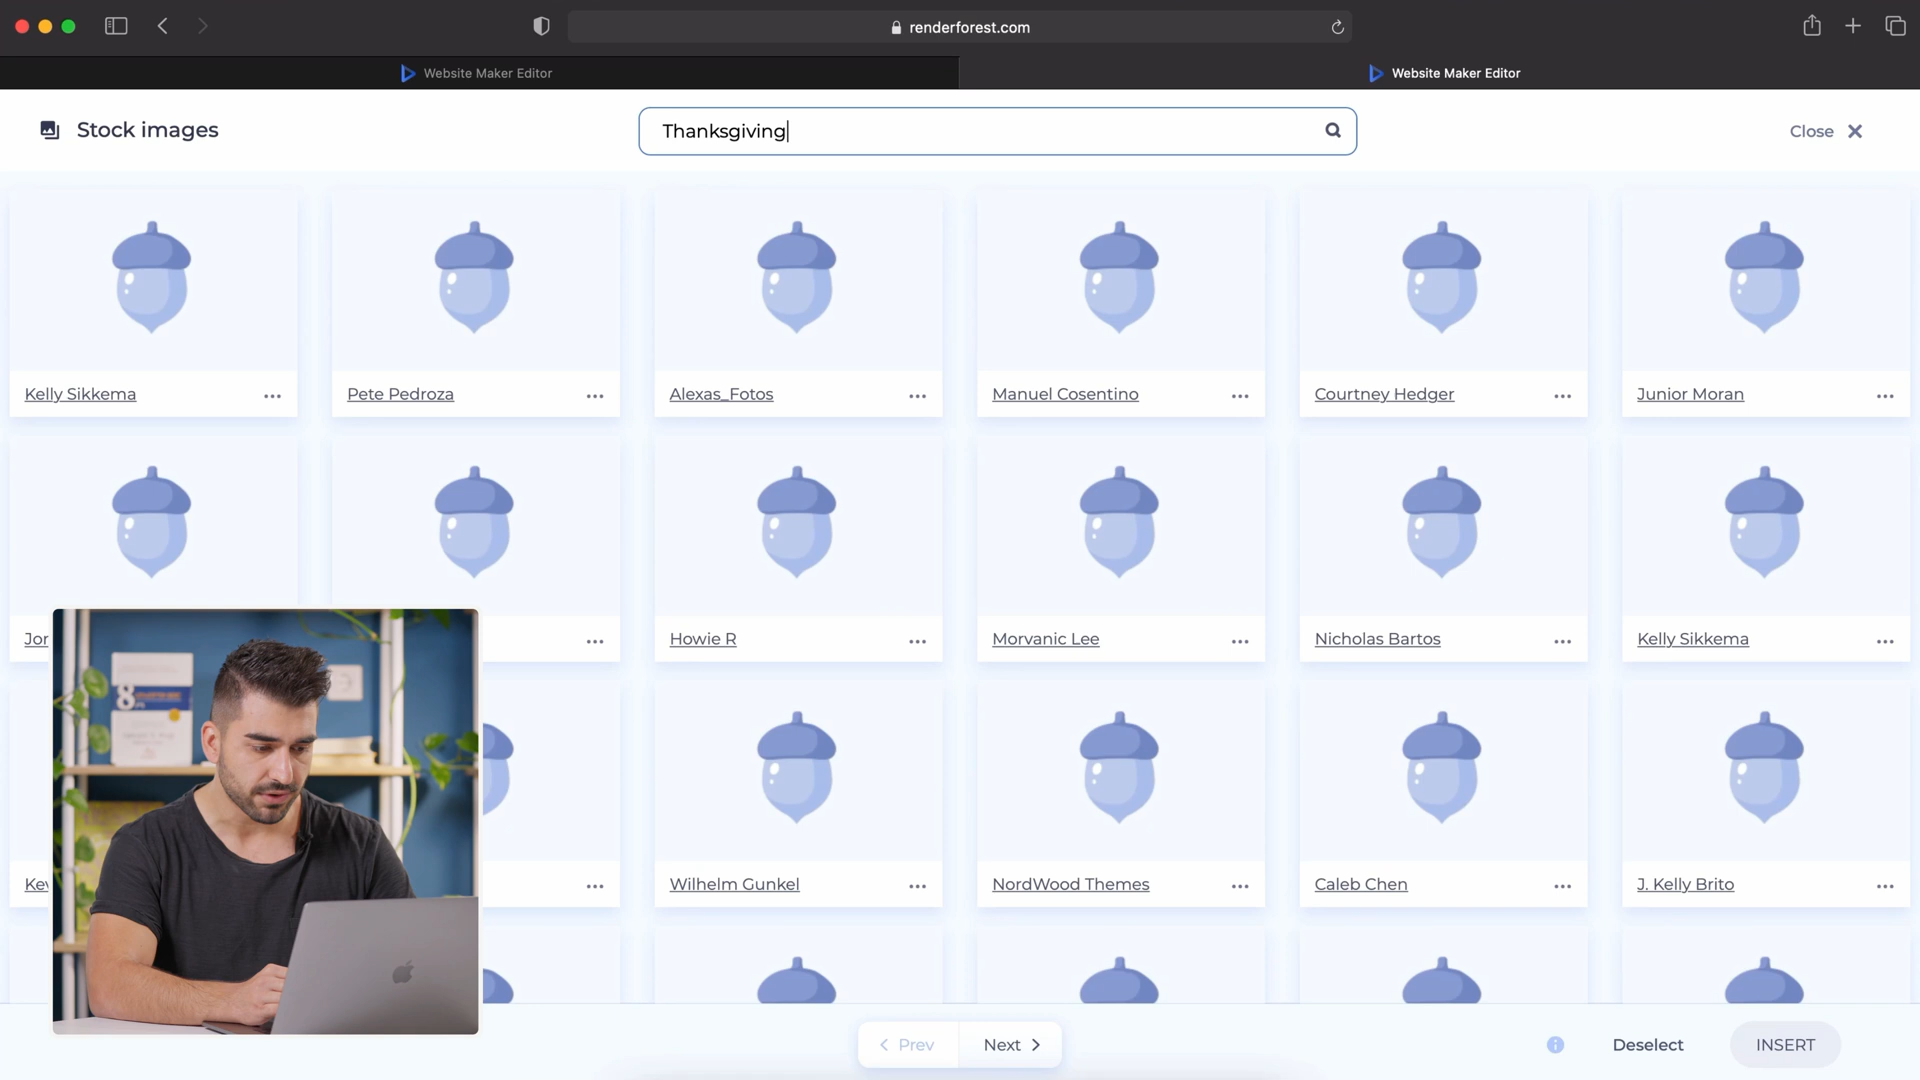 renderforest.com
Website Maker Editor
Website Maker Editor
Stock images
Thanksgiving
Close
Kelly Sikkema
Pete Pedroza
Alexas_Fotos
Manuel Cosentino
Courtney Hedger
Junior Moran
Howie R
Morvanic Lee
Nicholas Bartos
Kelly Sikkema
8
Wilhelm Gunkel
NordWood Themes
Caleb Chen
J. Kelly Brito
Prev
Next
Deselect
INSERT